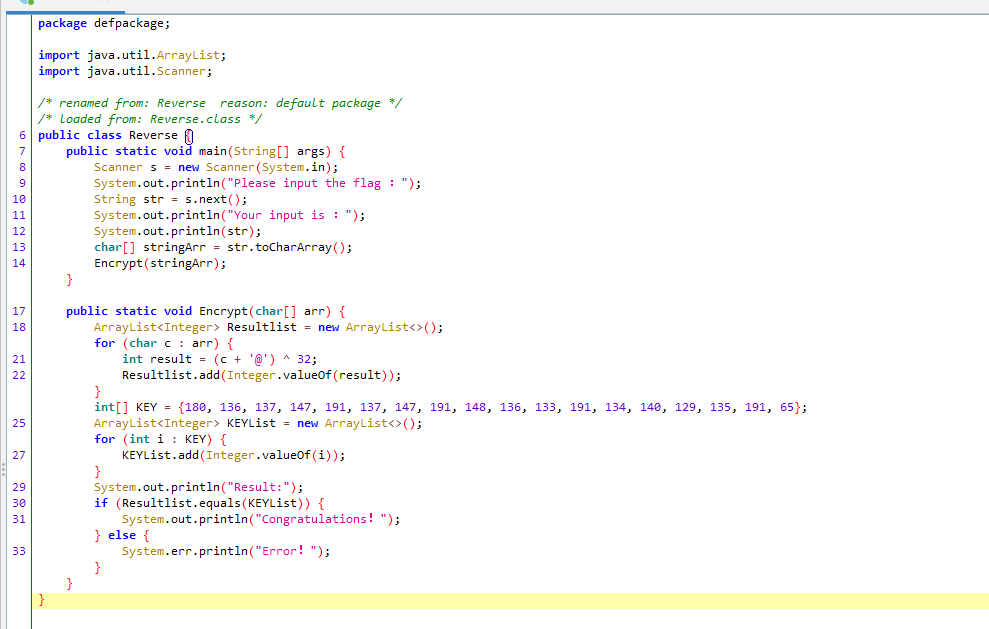 package defpackage;
import java.util.ArrayList;
import java.util.Scanner;
/* renamed from: Reverse  reason: default package */
/* loaded from: Reverse.class */
6 public class Reverse {
7 public static void main(String[] args) {
8 Scanner s = new Scanner(System.in);
9 System.out.println("Please input the flag ：");
10 String str = s.next();
11 System.out.println("Your input is ：");
12 System.out.println(str);
13 char[] stringArr = str.toCharArray();
14 Encrypt(stringArr);
}
17 public static void Encrypt(char[] arr) {
18 ArrayList<Integer> Resultlist = new ArrayList<>();
for (char c : arr) {
21 int result = (c + '@') ^ 32;
22 Resultlist.add(Integer.valueOf(result));
}
int[] KEY = {180, 136, 137, 147, 191, 137, 147, 191, 148, 136, 133, 191, 134, 140, 129, 135, 191, 65};
25 ArrayList<Integer> KEYList = new ArrayList<>();
for (int i : KEY) {
27 KEYList.add(Integer.valueOf(i));
}
29 System.out.println("Result:");
30 if (Resultlist.equals(KEYList)) {
31 System.out.println("Congratulations！");
} else {
33 System.err.println("Error！");
}
}
}